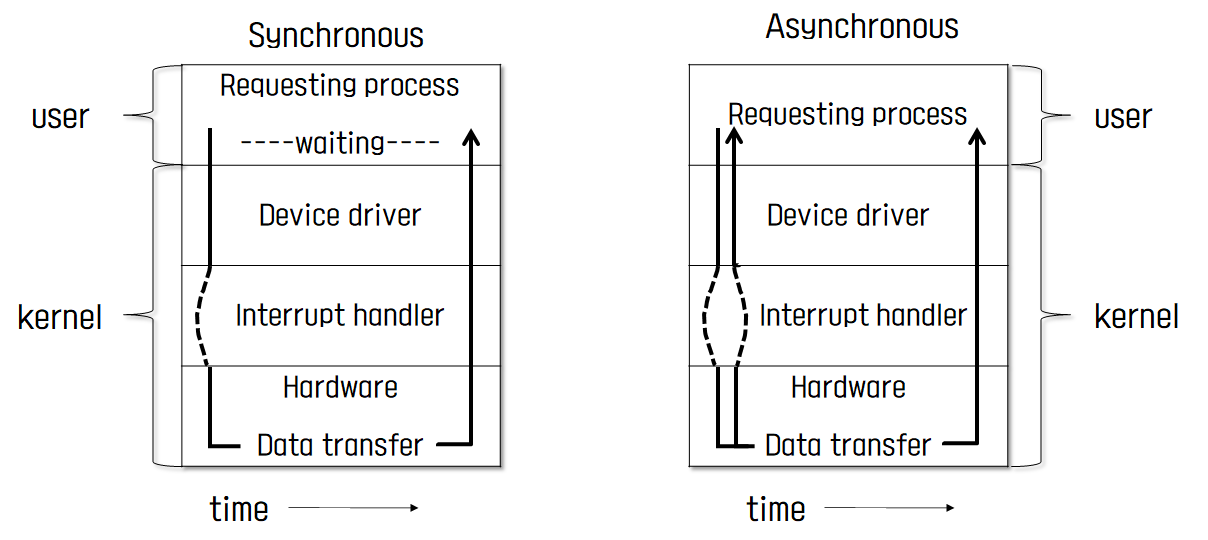 Synchronous
Requesting process
----waiting----
user
Device driver
Interrupt handler
kernel
Hardware
Data transfer
time
Asynchronous
Requesting process
user
Device driver
Interrupt handler
kernel
Hardware
Data transfer
time